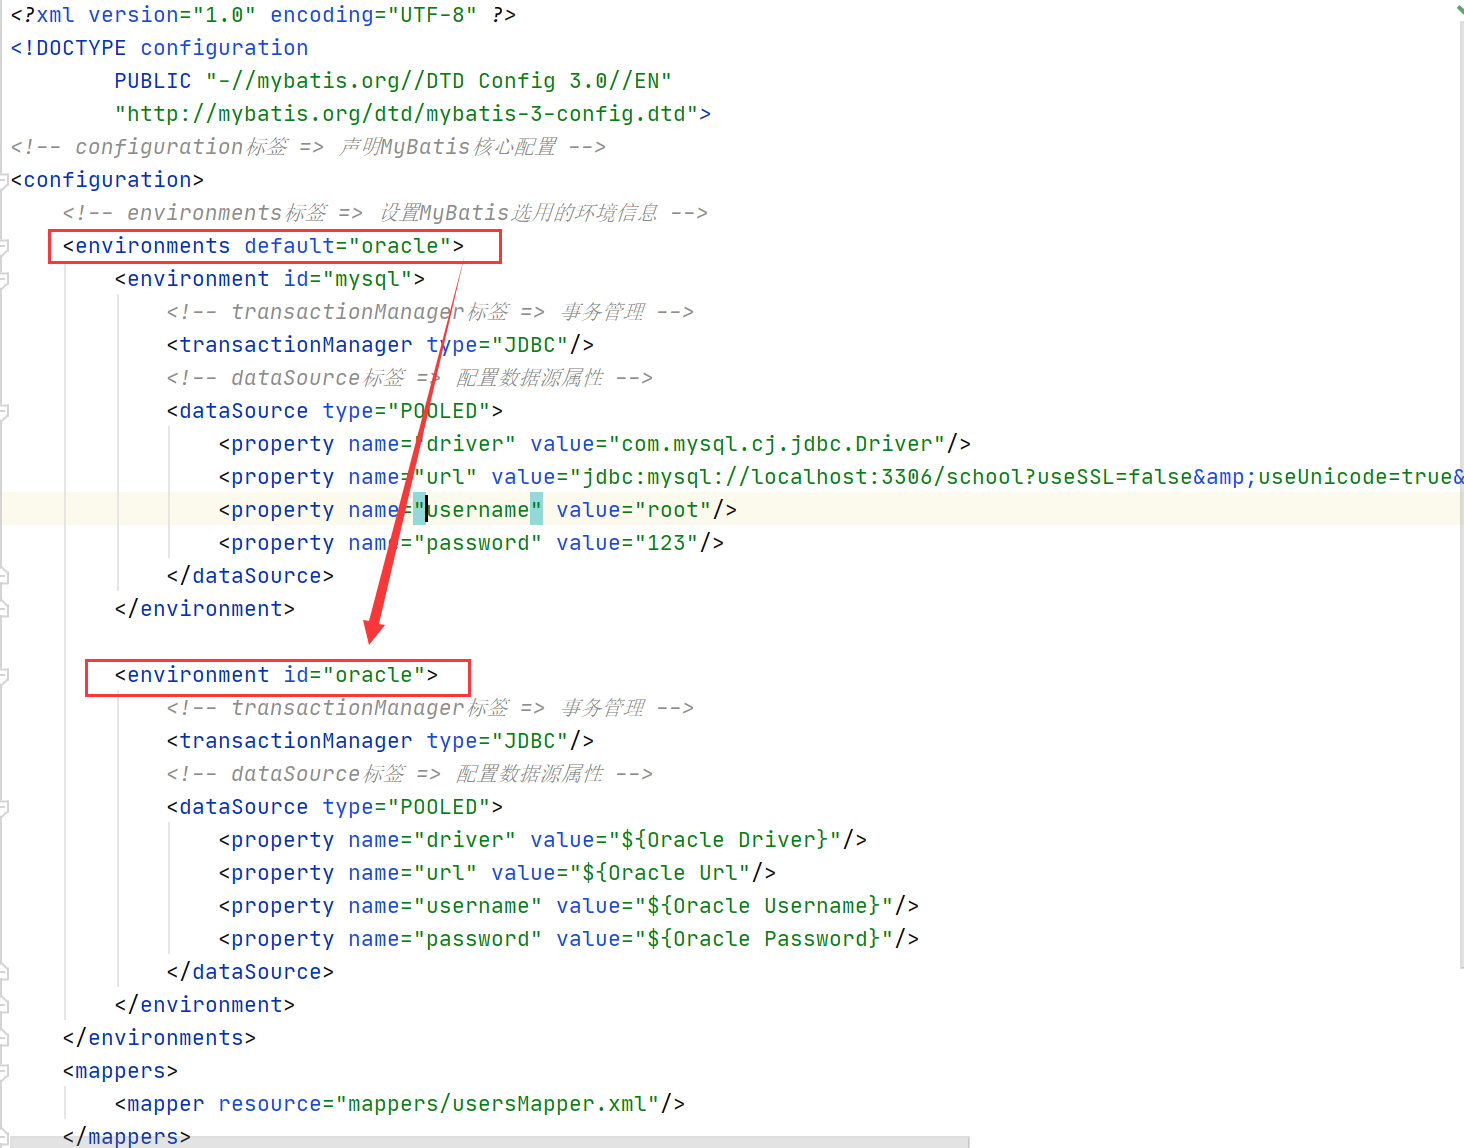 <?xml version="1.0" encoding="UTF-8" ?>
<!DOCTYPE configuration
        PUBLIC "-//mybatis.org//DTD Config 3.0//EN"
        "http://mybatis.org/dtd/mybatis-3-config.dtd">
<!-- configuration标签 => 声明MyBatis核心配置 -->
<configuration>
    <!-- environments标签 => 设置MyBatis选用的环境信息 -->
    <environments default="oracle">
        <environment id="mysql">
            <!-- transactionManager标签 => 事务管理 -->
            <transactionManager type="JDBC"/>
            <!-- dataSource标签 => 配置数据源属性 -->
            <dataSource type="POOLED">
                <property name="driver" value="com.mysql.cj.jdbc.Driver"/>
                <property name="url" value="jdbc:mysql://localhost:3306/school?useSSL=false&amp;useUnicode=true&
                <property name="username" value="root"/>
                <property name="password" value="123"/>
            </dataSource>
        </environment>
        <environment id="oracle">
            <!-- transactionManager标签 => 事务管理 -->
            <transactionManager type="JDBC"/>
            <!-- dataSource标签 => 配置数据源属性 -->
            <dataSource type="POOLED">
                <property name="driver" value="${Oracle Driver}"/>
                <property name="url" value="${Oracle Url"/>
                <property name="username" value="${Oracle Username}"/>
                <property name="password" value="${Oracle Password}"/>
            </dataSource>
        </environment>
    </environments>
    <mappers>
        <mapper resource="mappers/usersMapper.xml"/>
    </mappers>